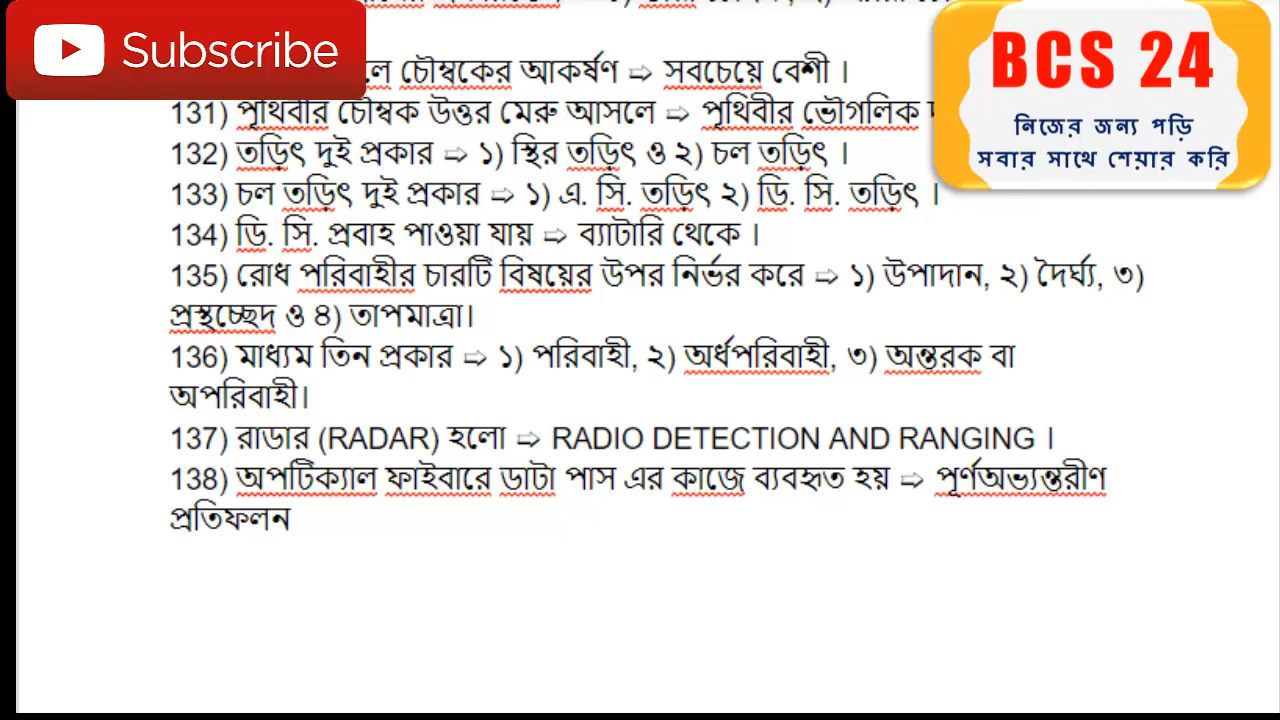 Subscribe
BCS 24
নিজের জন্য পড়ি
সবার সাথে শেয়ার করি
চৌম্বকের আকর্ষণ ⇨ সবচেয়ে বেশী ।
131) পৃথিবীর চৌম্বক উত্তর মেরু আসলে ⇨ পৃথিবীর ভৌগলিক
132) তড়িৎ দুই প্রকার ⇨ ১) স্থির তড়িৎ ও ২) চল তড়িৎ ।
133) চল তড়িৎ দুই প্রকার ⇨ ১) এ. সি. তড়িৎ ২) ডি. সি. তড়িৎ ।
134) ডি. সি. প্রবাহ পাওয়া যায় ⇨ ব্যাটারি থেকে ।
135) রোধ পরিবাহীর চারটি বিষয়ের উপর নির্ভর করে ⇨ ১) উপাদান, ২) দৈর্ঘ্য, ৩)
প্রস্থচ্ছেদ ও ৪) তাপমাত্রা।
136) মাধ্যম তিন প্রকার ⇨ ১) পরিবাহী, ২) অর্ধপরিবাহী, ৩) অন্তরক বা
অপরিবাহী।
137) রাডার (RADAR) হলো ⇨ RADIO DETECTION AND RANGING ।
138) অপটিক্যাল ফাইবারে ডাটা পাস এর কাজে ব্যবহৃত হয় ⇨ পূর্ণঅভ্যন্তরীণ
প্রতিফলন